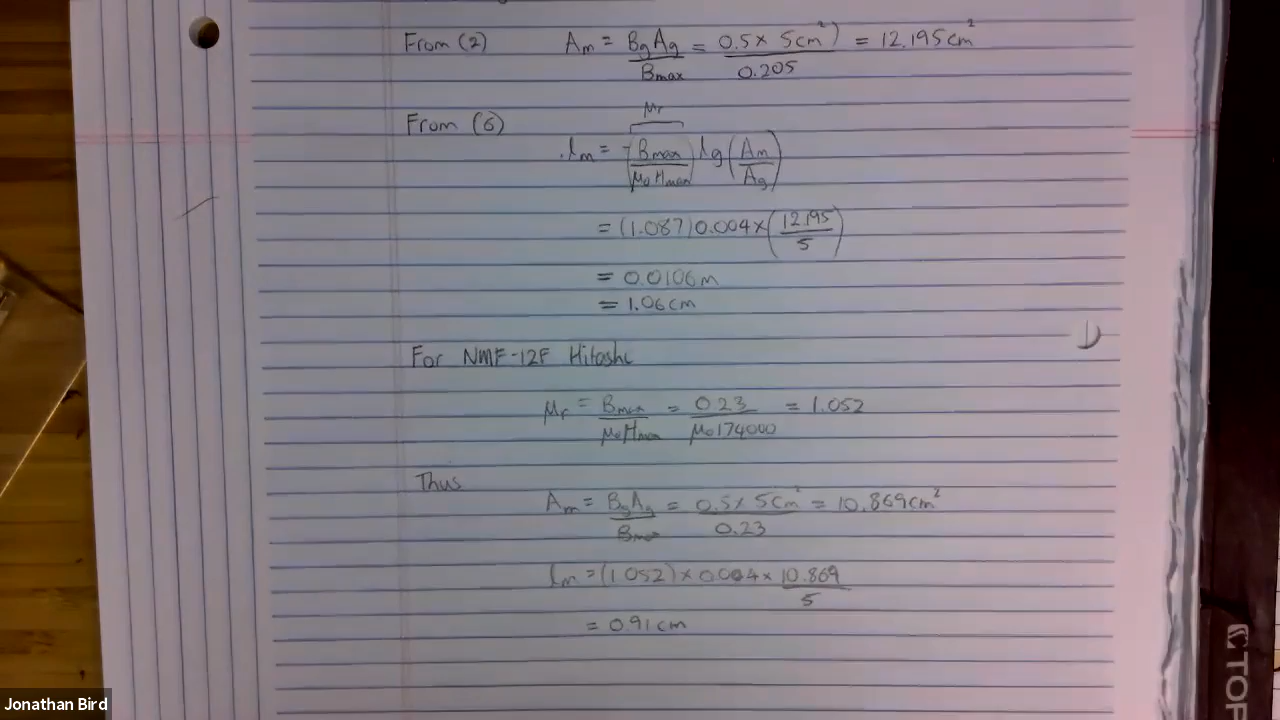 From (2) Am = BgAg / Bmax = 0.5 x 5cm²) / 0.205 = 12.195cm²
μr
From (6)
lm = -(Bmax / μ0Hmax) lg (Am / Ag)
= (1.087) 0.004 x (12.195 / 5)
= 0.0106m
= 1.06cm
For NMF-12F Hitachi
μr = Bmax / μ0Hmax = 0.23 / μ0 174000 = 1.052
Thus
Am = BgAg / Bmax = 0.5 x 5cm² / 0.23 = 10.869cm²
lm = (1.052) x 0.004 x 10.869 / 5
= 0.91cm
TOP
Jonathan Bird